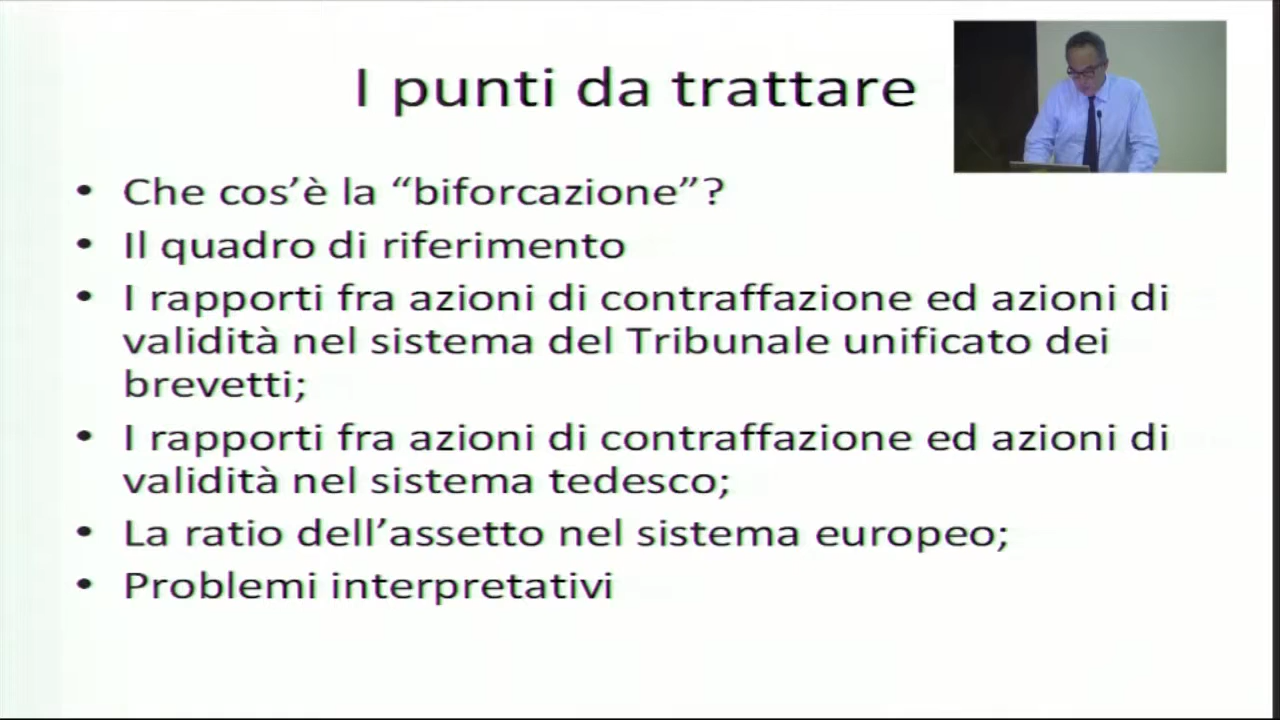 I punti da trattare
• Che cos’è la “biforcazione”?
• Il quadro di riferimento
• I rapporti fra azioni di contraffazione ed azioni di
validità nel sistema del Tribunale unificato dei
brevetti;
• I rapporti fra azioni di contraffazione ed azioni di
validità nel sistema tedesco;
• La ratio dell’assetto nel sistema europeo;
• Problemi interpretativi